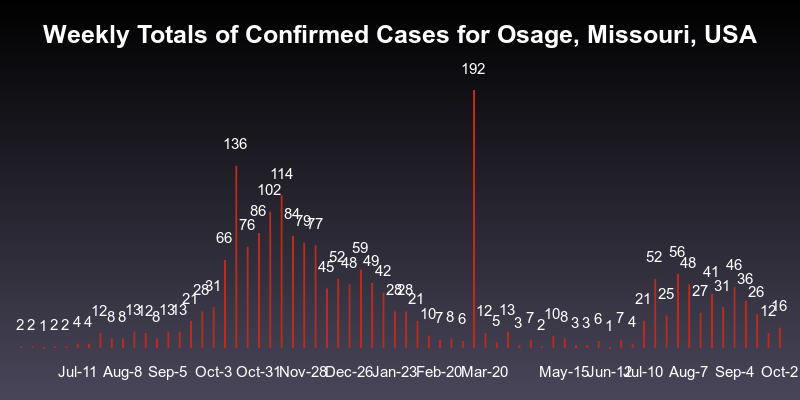 Weekly Totals of Confirmed Cases for Osage, Missouri, USA
2 2 1 2 2 4 4 12 8 8 13 12 8 13 13 21 28 31 66 136 76 86 102 114 84 79 77 45 52 48 59 49 42 28 28 21 10 7 8 6 192 12 5 13 3 7 2 10 8 3 3 6 1 7 4 21 52 25 56 48 27 41 31 46 36 26 12 16
Jul-11 Aug-8 Sep-5 Oct-3 Oct-31 Nov-28 Dec-26 Jan-23 Feb-20 Mar-20 May-15 Jun-12 Jul-10 Aug-7 Sep-4 Oct-2